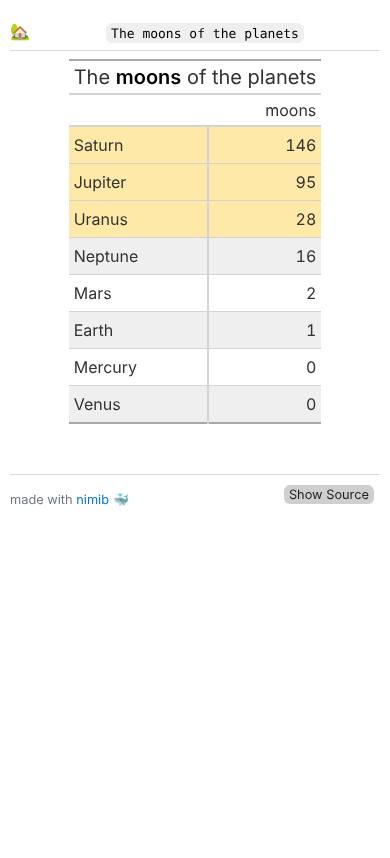 The moons of the planets
The moons of the planets
moons
Saturn 146
Jupiter 95
Uranus 28
Neptune 16
Mars 2
Earth 1
Mercury 0
Venus 0
made with nimib 🐳 Show Source